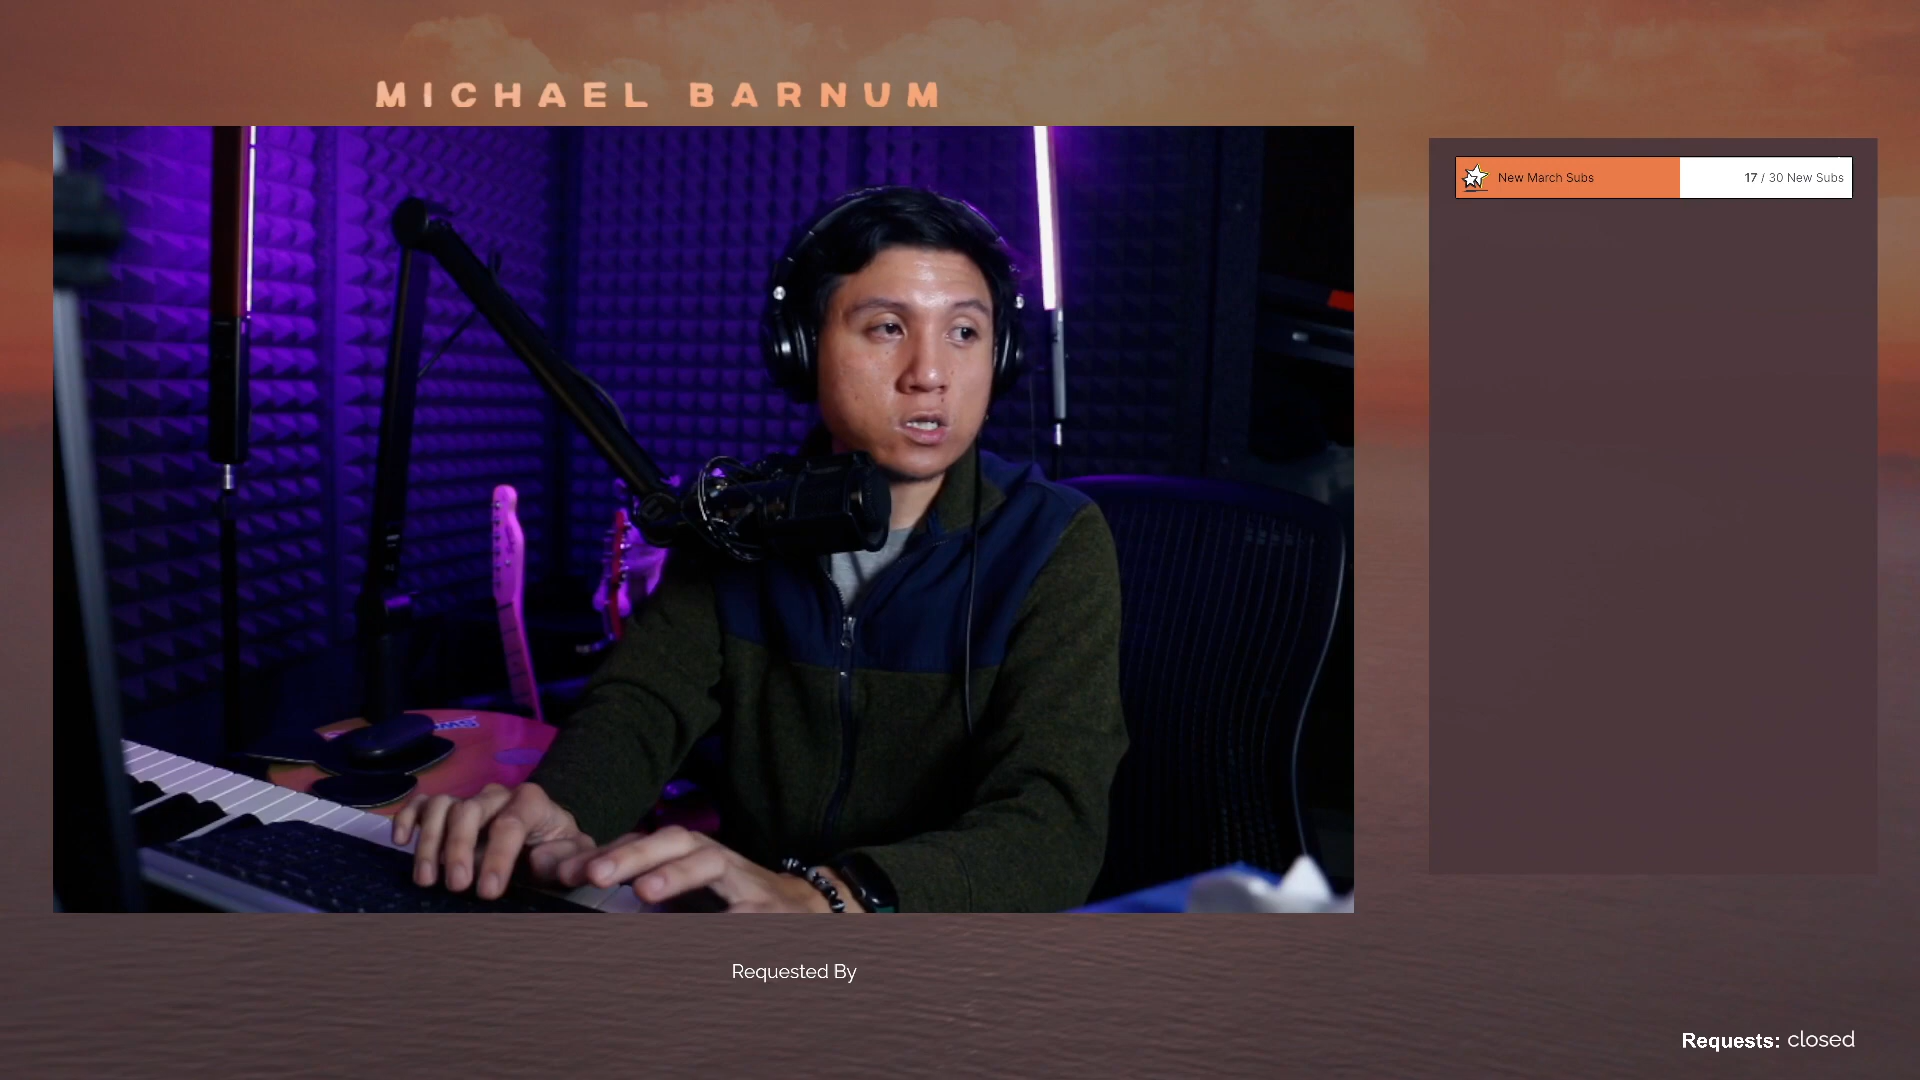 MICHAEL BARNUM
New March Subs
17 / 30 New Subs
Requested By
Requests: closed